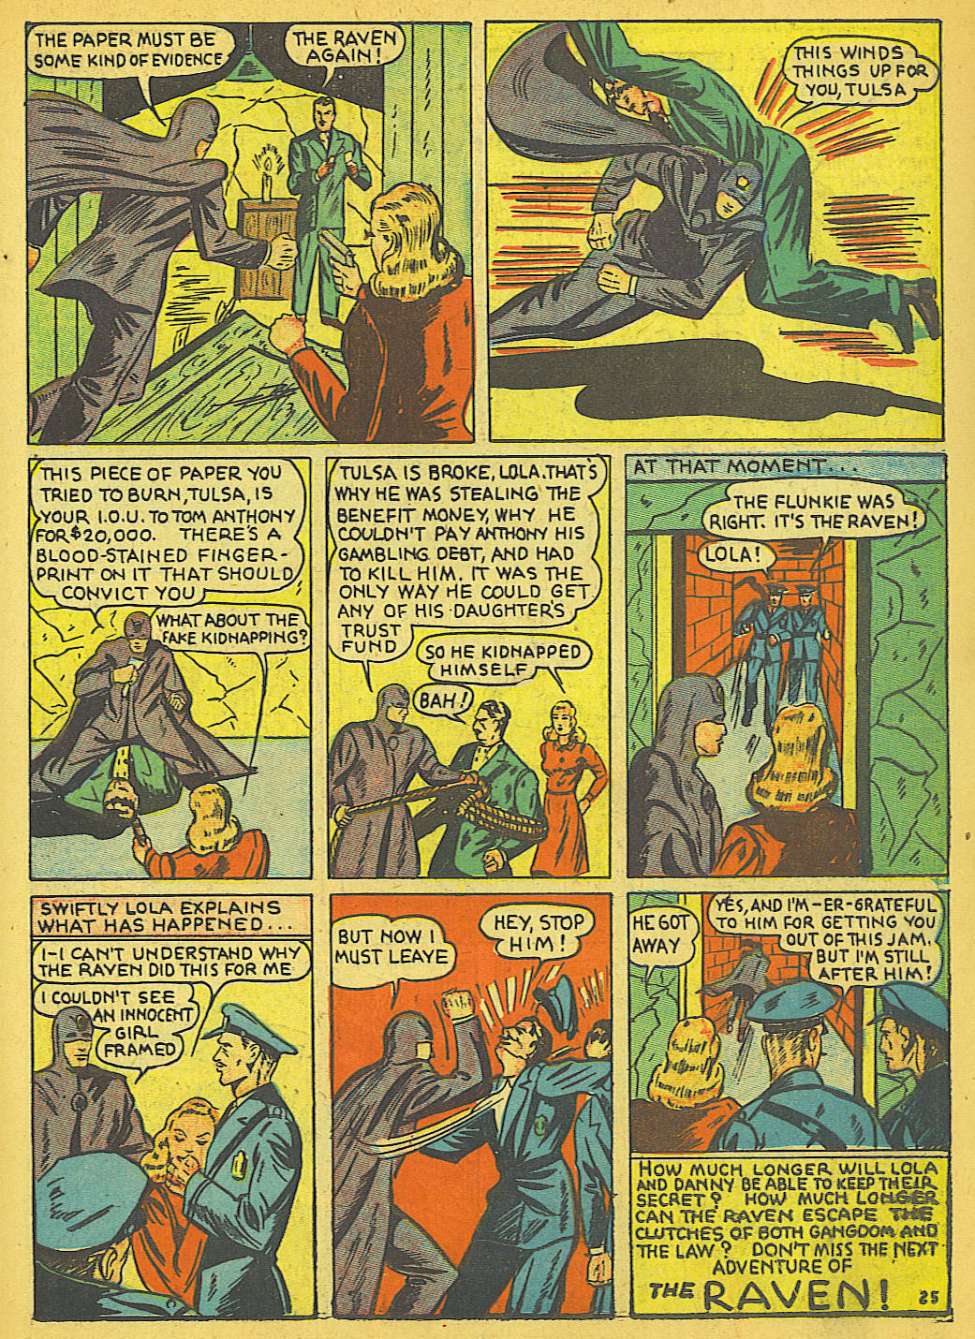 THE PAPER MUST BE
SOME KIND OF EVIDENCE
THE RAVEN
AGAIN!
THIS WINDS
THINGS UP FOR
YOU, TULSA
THIS PIECE OF PAPER YOU
TRIED TO BURN, TULSA, IS
YOUR I.O.U. TO TOM ANTHONY
FOR $20,000. THERE'S A
BLOOD-STAINED FINGER-
PRINT ON IT THAT SHOULD
CONVICT YOU
WHAT ABOUT THE
FAKE KIDNAPPING?
TULSA IS BROKE, LOLA. THAT'S
WHY HE WAS STEALING THE
BENEFIT MONEY, WHY HE
COULDN'T PAY ANTHONY HIS
GAMBLING DEBT, AND HAD
TO KILL HIM. IT WAS THE
ONLY WAY HE COULD GET
ANY OF HIS DAUGHTER'S
TRUST
FUND
SO HE KIDNAPPED
HIMSELF
BAH!
AT THAT MOMENT...
THE FLUNKIE WAS
RIGHT. IT'S THE RAVEN!
LOLA!
SWIFTLY LOLA EXPLAINS
WHAT HAS HAPPENED...
I-I CAN'T UNDERSTAND WHY
THE RAVEN DID THIS FOR ME
I COULDN'T SEE
AN INNOCENT
GIRL
FRAMED
BUT NOW I
MUST LEAVE
HEY, STOP
HIM!
HE GOT
AWAY
YES, AND I'M-ER-GRATEFUL
TO HIM FOR GETTING YOU
OUT OF THIS JAM.
BUT I'M STILL
AFTER HIM!
HOW MUCH LONGER WILL LOLA
AND DANNY BE ABLE TO KEEP THEIR
SECRET? HOW MUCH LONGER
CAN THE RAVEN ESCAPE THE
CLUTCHES OF BOTH GANGDOM AND
THE LAW? DON'T MISS THE NEXT
ADVENTURE OF
THE RAVEN!
25